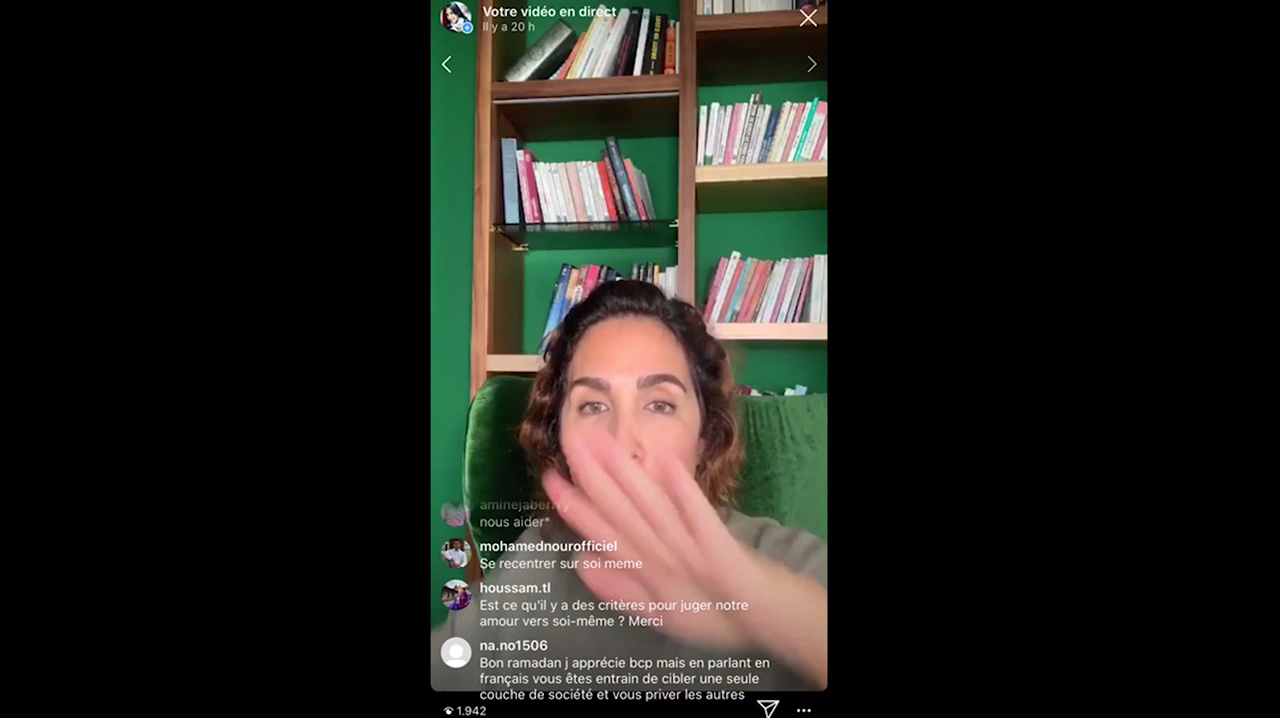 Votre vidéo en direct
Il y a 20 h
aminejaberry
nous aider*
mohamednourofficiel
Se recentrer sur soi meme
houssam.tl
Est ce qu'il y a des critères pour juger notre
amour vers soi-même ? Merci
na.no1506
Bon ramadan j apprécie bcp mais en parlant en
français vous êtes entrain de cibler une seule
couche de société et vous priver les autres
1.942